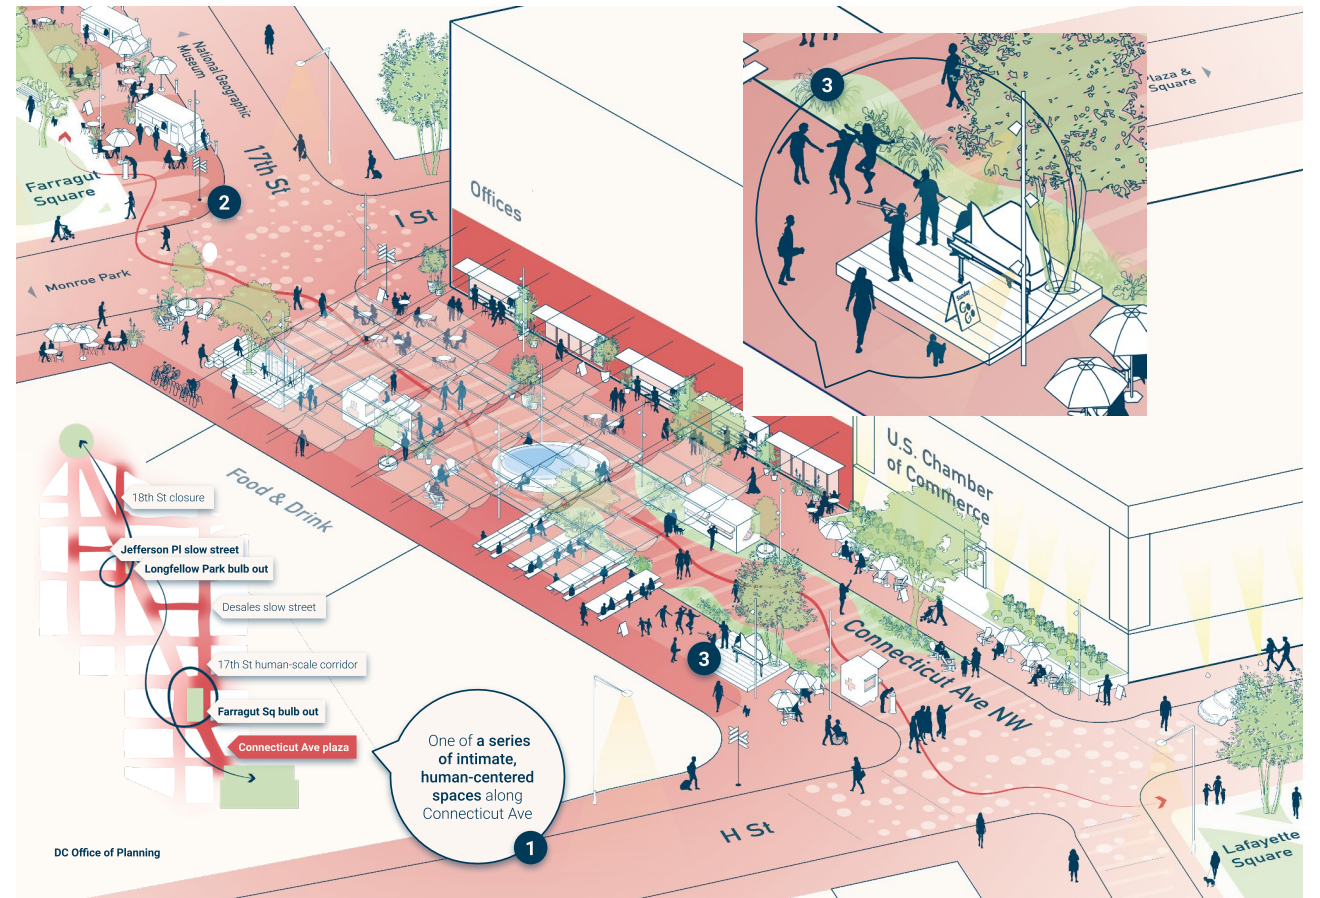 National Geographic
Museum
17th St
I St
Farragut
Square
2
Monroe Park
Offices
3
Sunday
Go
Go
Plaza &
Square
U.S. Chamber
of Commerce
Food & Drink
18th St closure
Jefferson Pl slow street
Longfellow Park bulb out
Desales slow street
17th St human-scale corridor
Farragut Sq bulb out
Connecticut Ave plaza
3
Connecticut Ave NW
One of a series
of intimate,
human-centered
spaces along
Connecticut Ave
1
H St
Lafayette
Square
DC Office of Planning